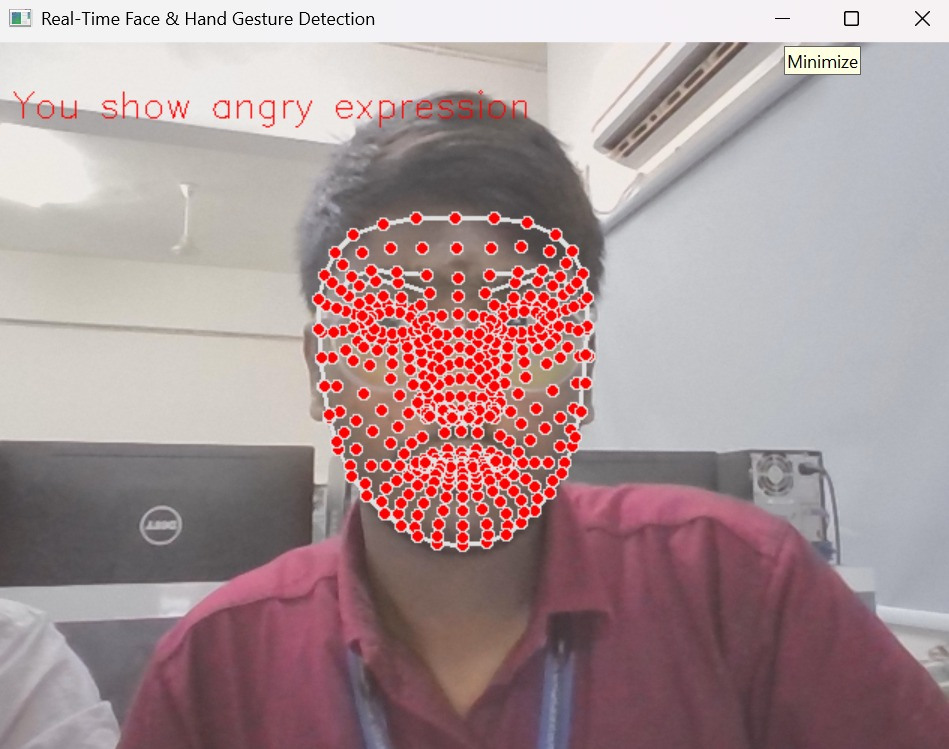 Real-Time Face & Hand Gesture Detection
Minimize
You show angry expression
DELL